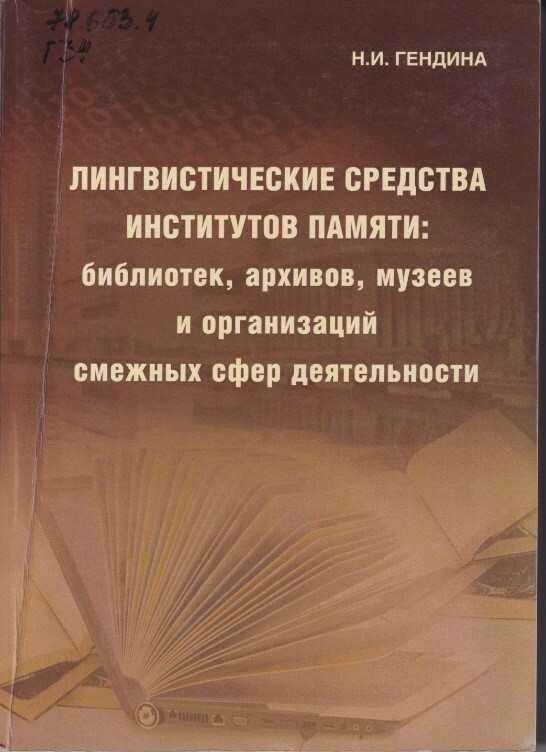 78.603.4
Г34
Н.И. ГЕНДИНА
ЛИНГВИСТИЧЕСКИЕ СРЕДСТВА
ИНСТИТУТОВ ПАМЯТИ:
библиотек, архивов, музеев
и организаций
смежных сфер деятельности